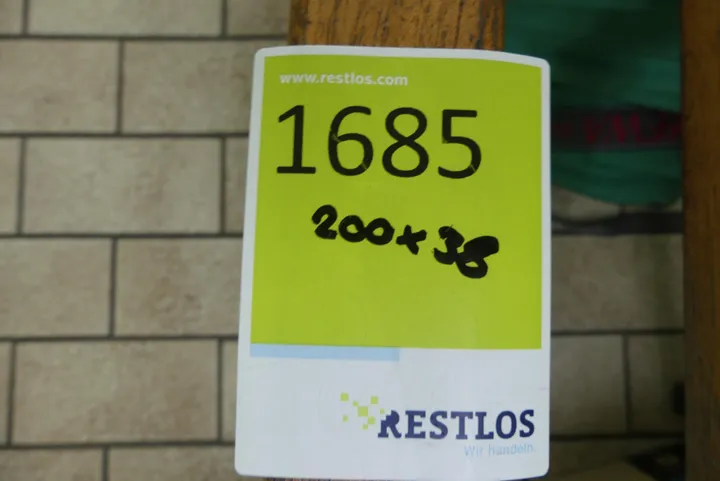 www.restlos.com
1685
200x38
RESTLOS
Wir handeln.